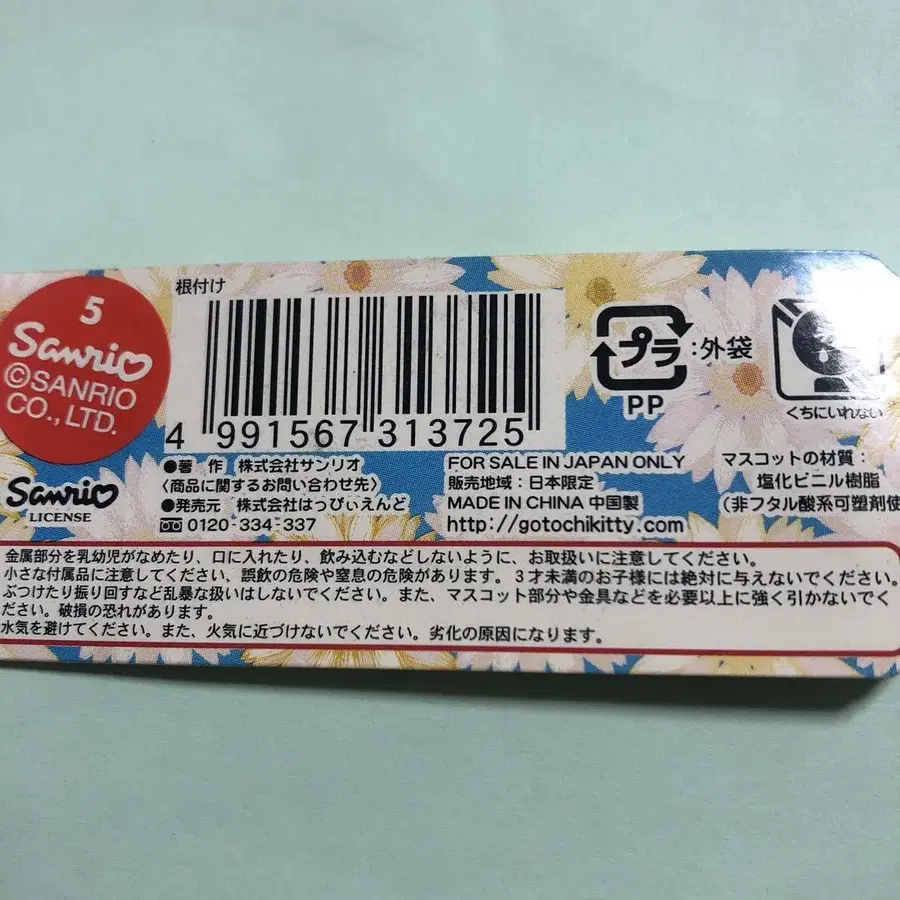 5
Sanrio
©SANRIO
CO., LTD.
Sanrio
LICENSE
根付け
4 991567 313725
●著 作 株式会社サンリオ
〈商品に関するお問い合わせ先〉
●発売元 株式会社はっぴぃえんど
0120-334-337
FOR SALE IN JAPAN ONLY
販売地域：日本限定
MADE IN CHINA 中国製
http://gotochikitty.com
プラ:外袋
PP
くちにいれない
マスコットの材質：
塩化ビニル樹脂
(非フタル酸系可塑剤使
金属部分を乳幼児がなめたり、口に入れたり、飲み込むなどしないように、お取扱いに注意してください。
小さな付属品に注意してください、誤飲の危険や窒息の危険があります。3才未満のお子様には絶対に与えないでください。
ぶつけたり振り回すなど乱暴な扱いはしないでください。また、マスコット部分や金具などを必要以上に強く引かないでく
ださい。破損の恐れがあります。
水気を避けてください。また、火気に近づけないでください。劣化の原因になります。